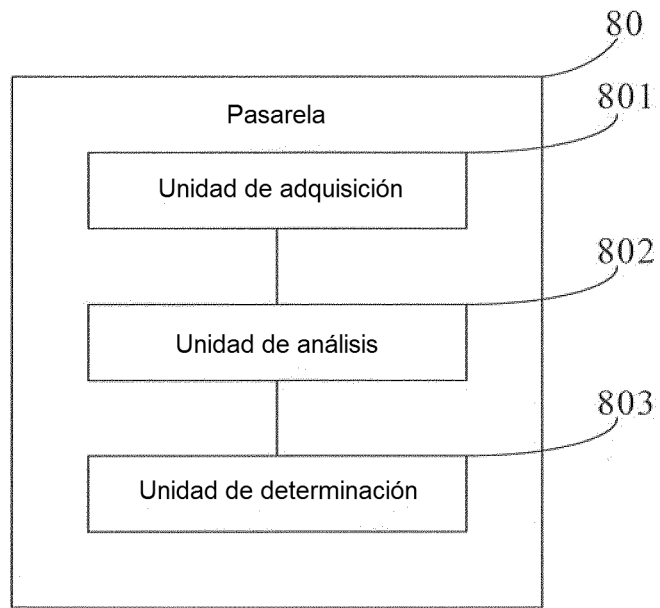 80
Pasarela
801
Unidad de adquisición
802
Unidad de análisis
803
Unidad de determinación